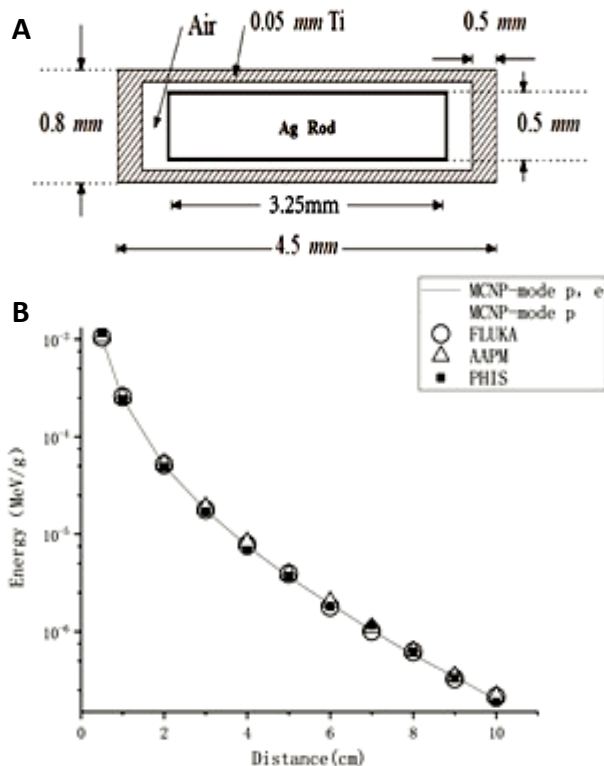 A
Air
0.05 mm Ti
0.5 mm
0.8 mm
Ag Rod
0.5 mm
3.25mm
4.5 mm
B
MCNP-mode p, e
MCNP-mode p
FLUKA
AAPM
PHIS
10⁻³
10⁻⁴
10⁻⁵
10⁻⁶
Energy (MeV/g)
0 2 4 6 8 10
Distance(cm)